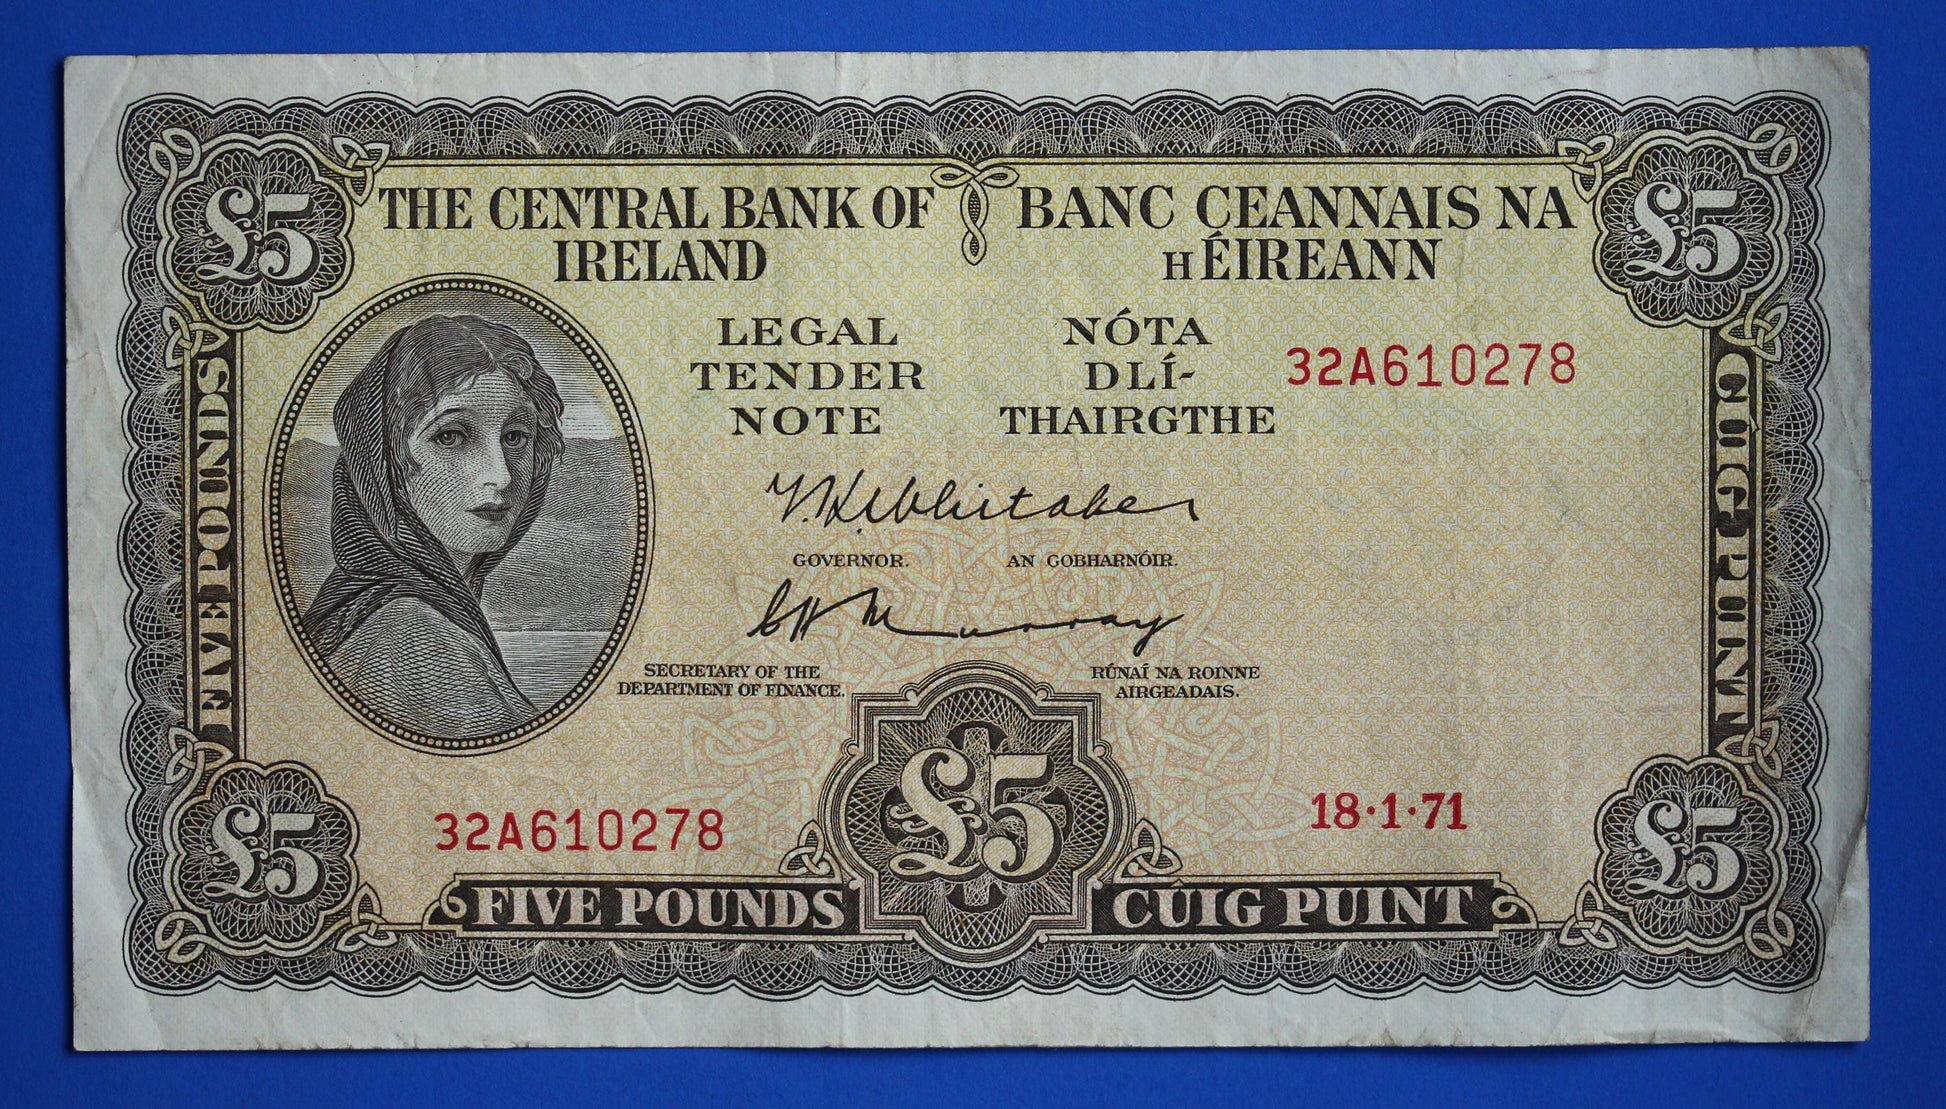 £5
£5
THE CENTRAL BANK OF
IRELAND
BANC CEANNAIS NA
hÉIREANN
LEGAL
TENDER
NOTE
NÓTA
DLÍ-
THAIRGTHE
32A610278
FIVE POUNDS
CÚIG PUINT
T.K. Whitaker
GOVERNOR.
AN GOBHARNÓIR.
C H Murray
SECRETARY OF THE
DEPARTMENT OF FINANCE.
RÚNAÍ NA ROINNE
AIRGEADAIS.
£5
32A610278
18·1·71
£5
£5
FIVE POUNDS
CÚIG PUINT